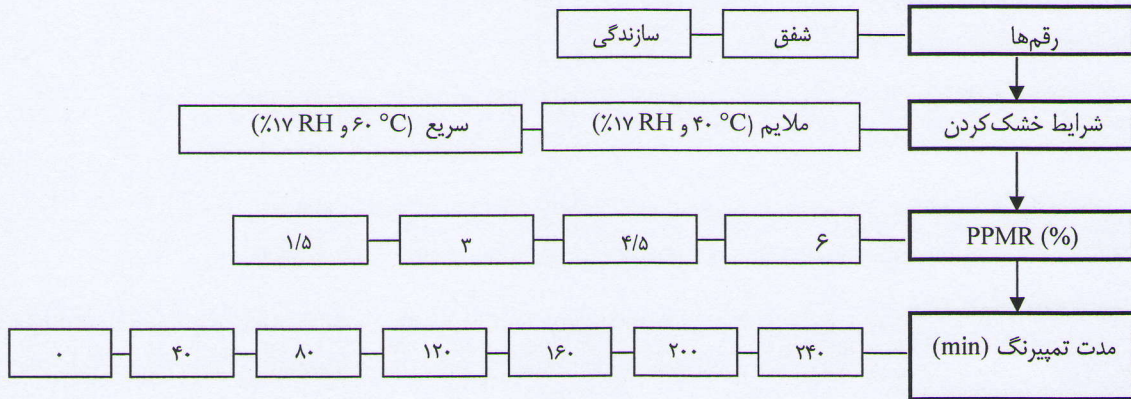 رقم‌ها شفق سازندگی
شرایط خشک‌کردن ملایم (۴۰ °C و ۱۷ RH٪) سریع (۶۰ °C و ۱۷ RH٪)
PPMR (%) ۶ ۴/۵ ۳ ۱/۵
مدت تمپیرنگ (min) ۲۴۰ ۲۰۰ ۱۶۰ ۱۲۰ ۸۰ ۴۰ ۰